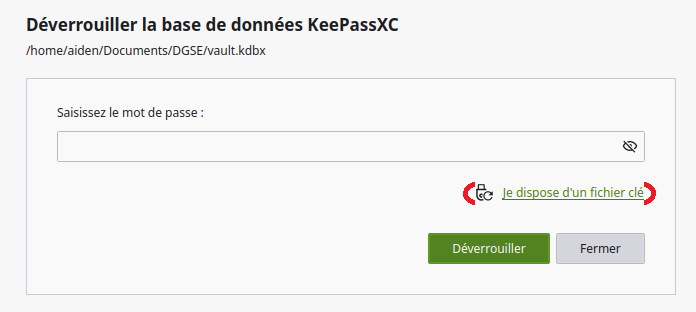 Déverrouiller la base de données KeePassXC
/home/aiden/Documents/DGSE/vault.kdbx
Saisissez le mot de passe :
Je dispose d'un fichier clé
Déverrouiller
Fermer